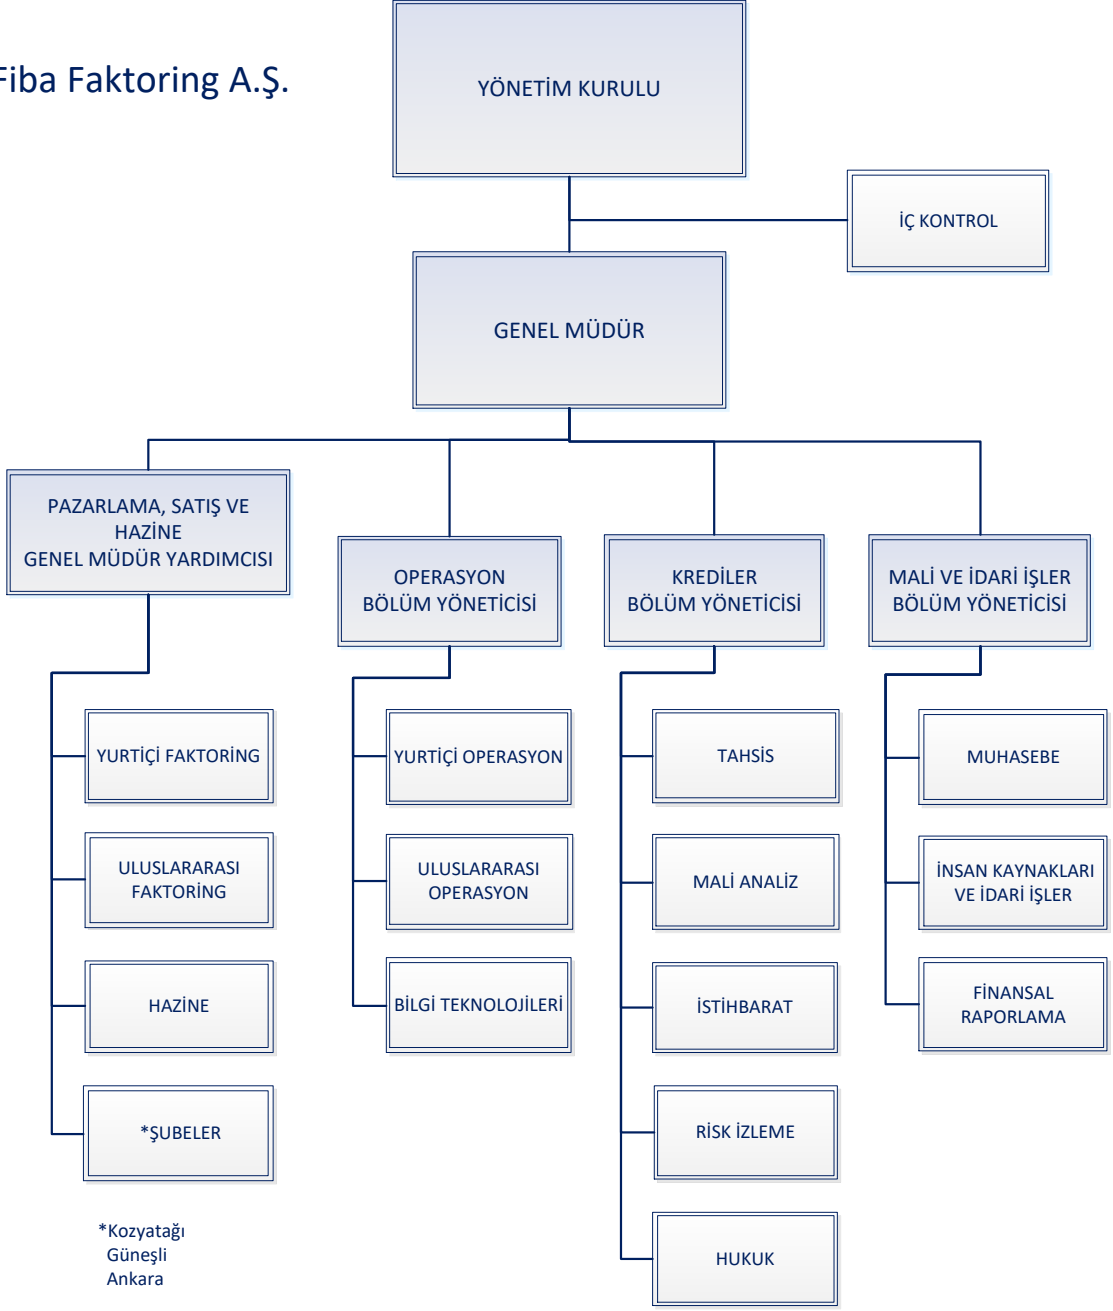 Fiba Faktoring A.Ş.
YÖNETİM KURULU
İÇ KONTROL
GENEL MÜDÜR
PAZARLAMA, SATIŞ VE
HAZİNE
GENEL MÜDÜR YARDIMCISI
OPERASYON
BÖLÜM YÖNETİCİSİ
KREDİLER
BÖLÜM YÖNETİCİSİ
MALİ VE İDARİ İŞLER
BÖLÜM YÖNETİCİSİ
YURTİÇİ FAKTORİNG
ULUSLARARASI
FAKTORİNG
HAZİNE
*ŞUBELER
*Kozyatağı
Güneşli
Ankara
YURTİÇİ OPERASYON
ULUSLARARASI
OPERASYON
BİLGİ TEKNOLOJİLERİ
TAHSİS
MALİ ANALİZ
İSTİHBARAT
RİSK İZLEME
HUKUK
MUHASEBE
İNSAN KAYNAKLARI
VE İDARİ İŞLER
FİNANSAL
RAPORLAMA